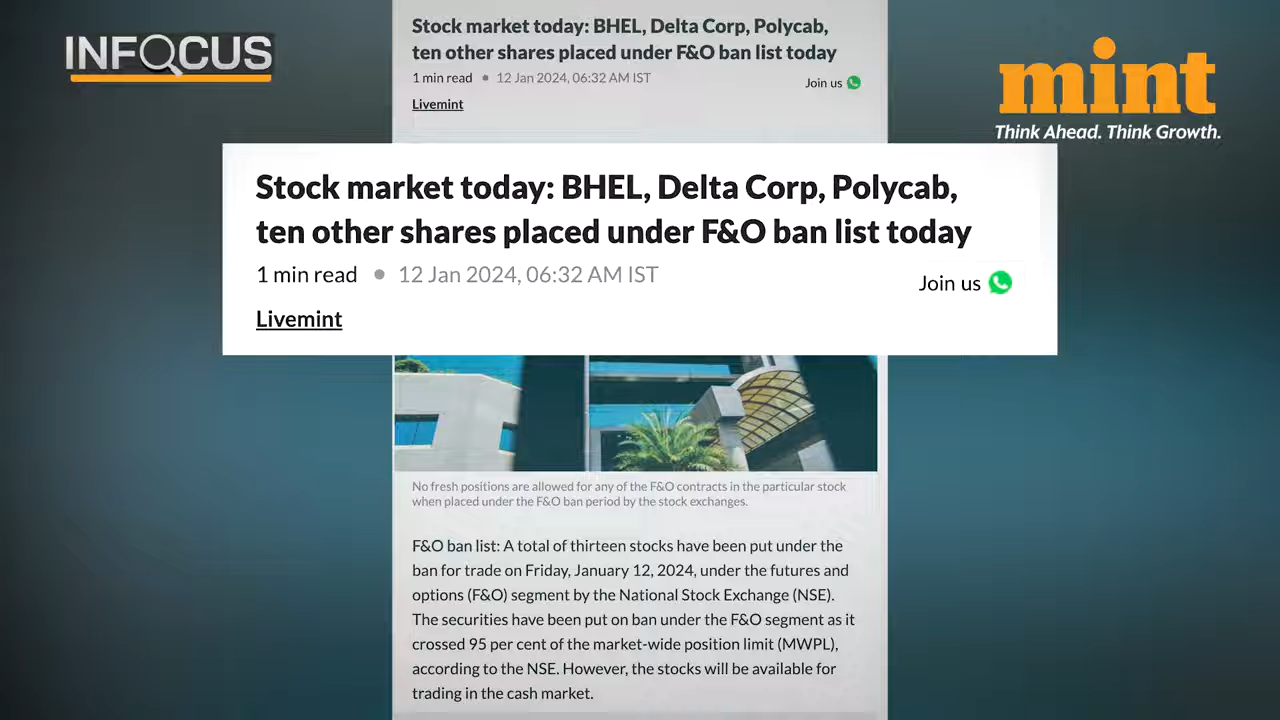 INFOCUS
mint
Think Ahead. Think Growth.
Stock market today: BHEL, Delta Corp, Polycab,
ten other shares placed under F&O ban list today
1 min read • 12 Jan 2024, 06:32 AM IST
Join us
Livemint
Stock market today: BHEL, Delta Corp, Polycab,
ten other shares placed under F&O ban list today
1 min read • 12 Jan 2024, 06:32 AM IST
Join us
Livemint
No fresh positions are allowed for any of the F&O contracts in the particular stock
when placed under the F&O ban period by the stock exchanges.
F&O ban list: A total of thirteen stocks have been put under the
ban for trade on Friday, January 12, 2024, under the futures and
options (F&O) segment by the National Stock Exchange (NSE).
The securities have been put on ban under the F&O segment as it
crossed 95 per cent of the market-wide position limit (MWPL),
according to the NSE. However, the stocks will be available for
trading in the cash market.